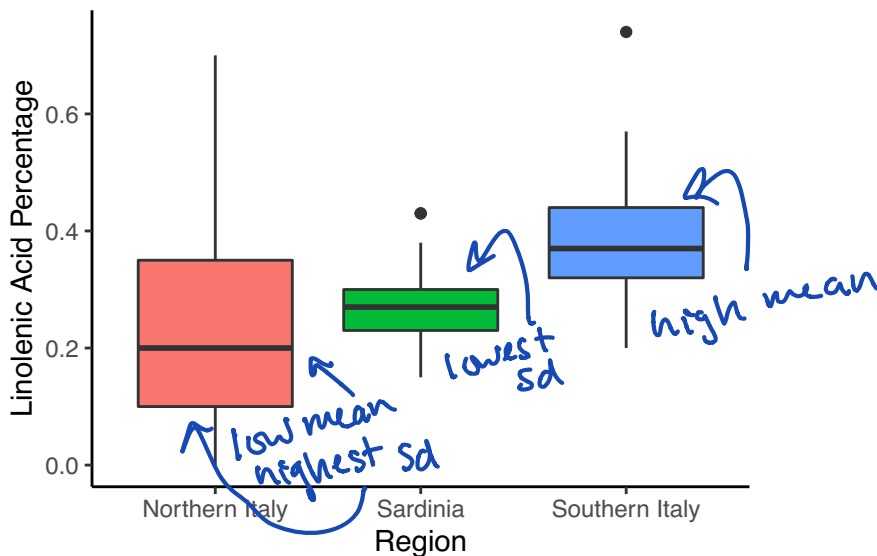 Linolenic Acid Percentage
0.6
0.4
0.2
0.0
high mean
lowest
sd
low mean
highest sd
Northern Italy
Sardinia
Southern Italy
Region